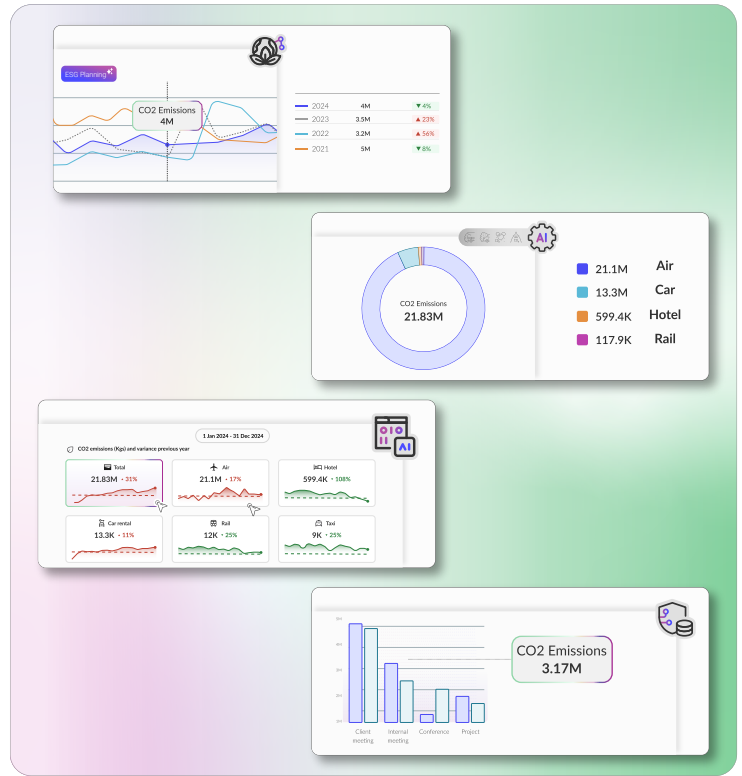 ESG Planning
CO2 Emissions
4M
2024 4M ▼4%
2023 3.5M ▲23%
2022 3.2M ▲56%
2021 5M ▼8%
AI
CO2 Emissions
21.83M
21.1M Air
13.3M Car
599.4K Hotel
117.9K Rail
1 Jan 2024 - 31 Dec 2024
CO2 emissions (Kgs) and variance previous year
AI
Total
21.83M • 31%
Air
21.1M • 17%
Hotel
599.4K • 108%
Car rental
13.3K • 11%
Rail
12K • 25%
Taxi
9K • 25%
CO2 Emissions
3.17M
Client meeting
Internal meeting
Conference
Project